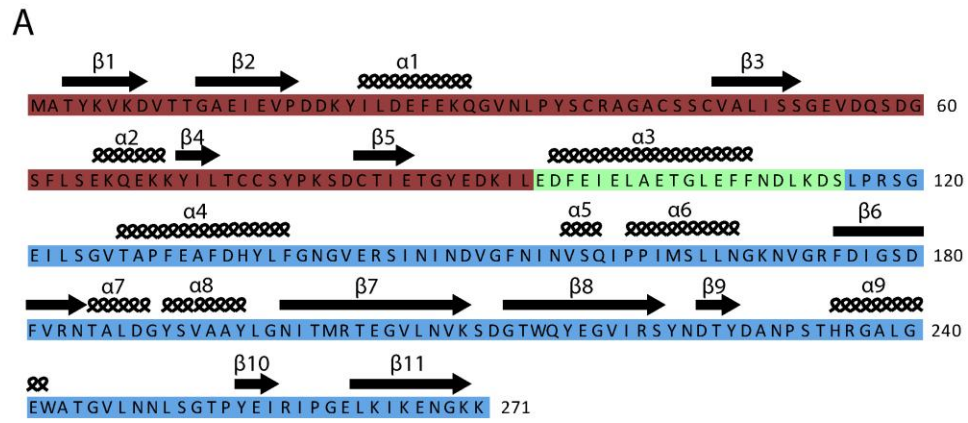 A
β1 β2 α1 β3
MATYKVKDVTTGAEIEVPDDKYILDEFEKQGVNLPYSCRAGACSSCVALISSGEVDQSDG 60
α2 β4 β5 α3
SFLSEKQEKKYILTCCSYPKSDCTIETGYEDKILEDFEIELAETGLEFFNDLKDSLPRSG 120
α4 α5 α6 β6
EILSGVTAPFEAFDHYLFGNGVERSININDVGFNINVSQIPPIMSLLNGKNVGRFDIGSD 180
α7 α8 β7 β8 β9 α9
FVRNTALDGYSVAAYLGNITMRTEGVLNVKSDGTWQYEGVIRSYNDTYDANPSTHRGALG 240
β10 β11
EWATGVLNNLSGTPYEIRIPGELKIKENGKK 271